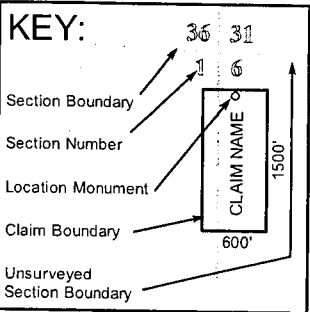 KEY:
36 31
1 6
Section Boundary
Section Number
Location Monument
Claim Boundary
Unsurveyed
Section Boundary
CLAIM NAME
1500'
600'